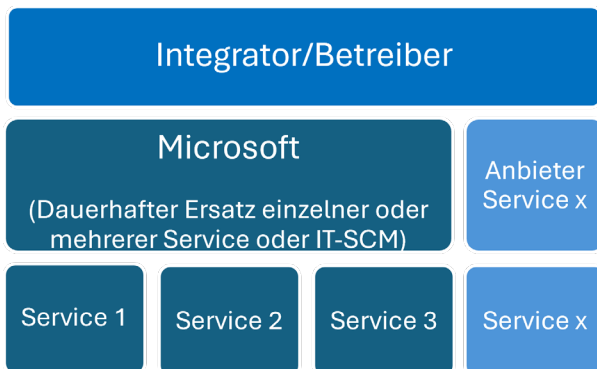 Integrator/Betreiber
Microsoft
(Dauerhafter Ersatz einzelner oder
mehrerer Service oder IT-SCM)
Anbieter
Service x
Service 1
Service 2
Service 3
Service x